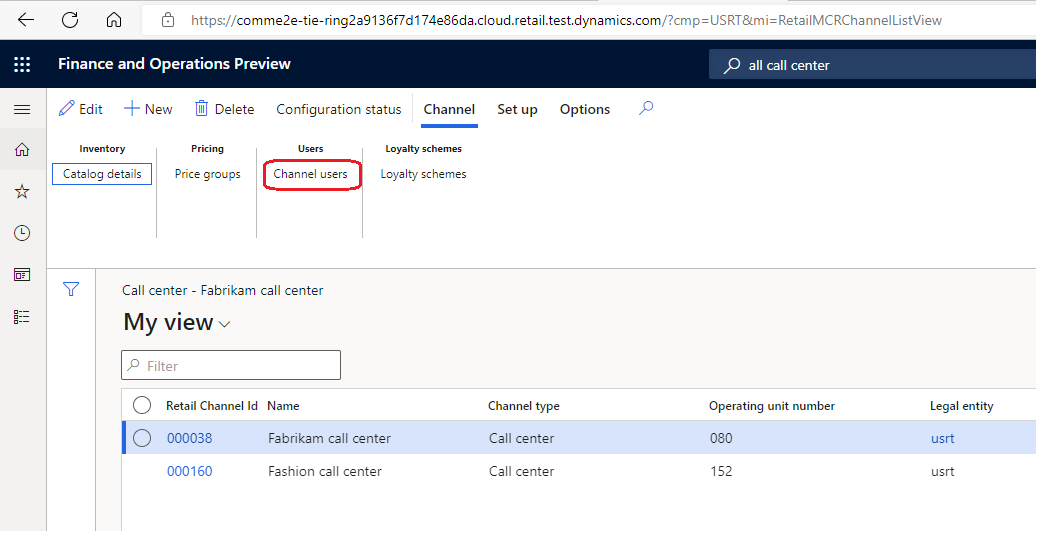 https://comme2e-tie-ring2a9136f7d174e86da.cloud.retail.test.dynamics.com/?cmp=USRT&mi=RetailMCRChannelListView
Finance and Operations Preview
all call center
Edit New Delete Configuration status Channel Set up Options
Inventory Pricing Users Loyalty schemes
Catalog details Price groups Channel users Loyalty schemes
Call center - Fabrikam call center
My view
Filter
Retail Channel Id Name Channel type Operating unit number Legal entity
000038 Fabrikam call center Call center 080 usrt
000160 Fashion call center Call center 152 usrt